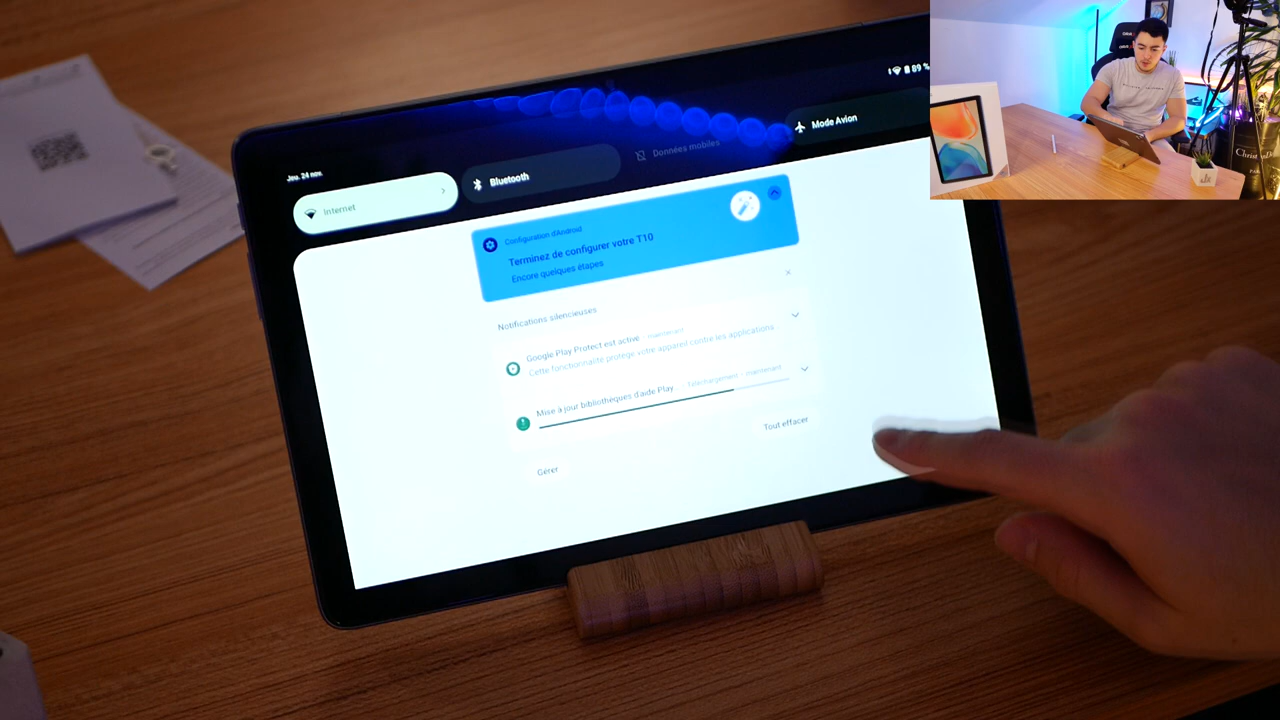 89 %
Jeu. 24 nov.
Internet
Bluetooth
Données mobiles
Mode Avion
Configuration d'Android
Terminez de configurer votre T10
Encore quelques étapes
Notifications silencieuses
Google Play Protect est activé · maintenant
Cette fonctionnalité protège votre appareil contre les applications
Mise à jour bibliothèques d'aide Play · Téléchargement · maintenant
Tout effacer
Gérer